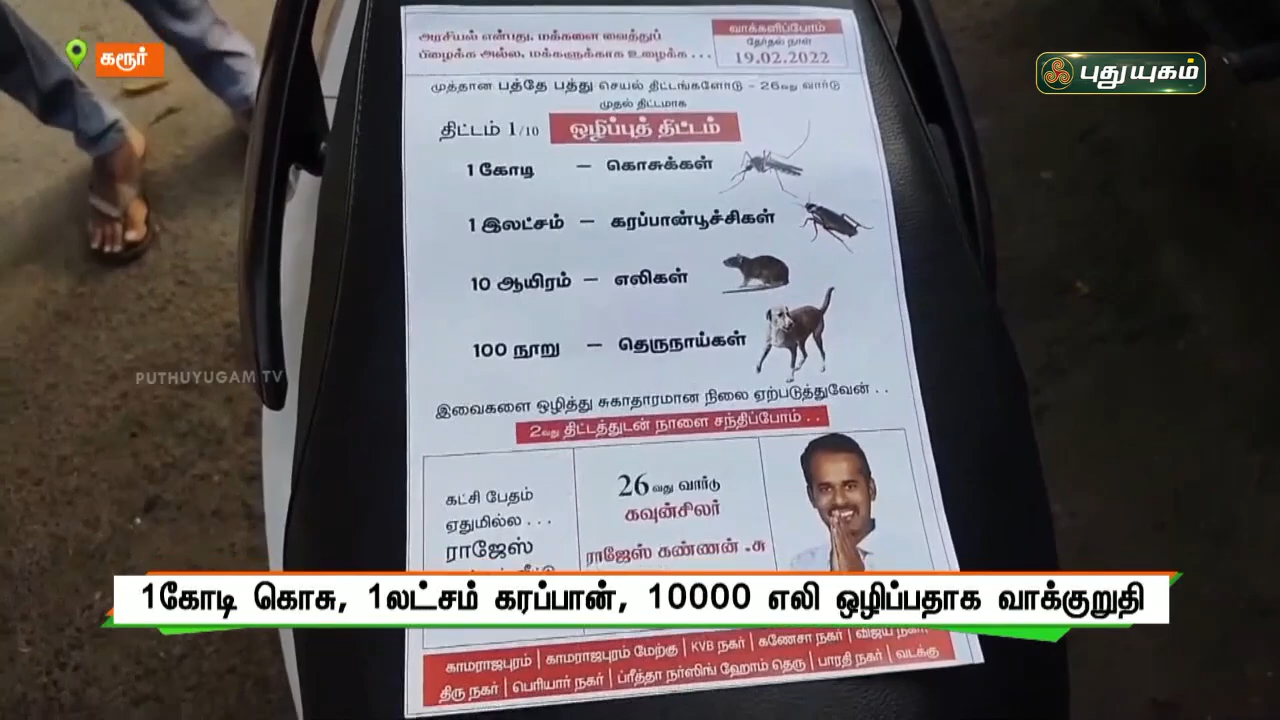 கரூர்
புதுயுகம்
அரசியல் என்பது, மக்களை வைத்துப்
பிழைக்க அல்ல, மக்களுக்காக உழைக்க . . .
வாக்களிப்போம்
தேர்தல் நாள்
19.02.2022
முத்தான பத்தே பத்து செயல் திட்டங்களோடு - 26வது வார்டு
முதல் திட்டமாக
திட்டம் 1/10 ஒழிப்புத் திட்டம்
1 கோடி – கொசுக்கள்
1 இலட்சம் – கரப்பான்பூச்சிகள்
10 ஆயிரம் – எலிகள்
100 நூறு – தெருநாய்கள்
PUTHUYUGAM TV
இவைகளை ஒழித்து சுகாதாரமான நிலை ஏற்படுத்துவேன் . .
2வது திட்டத்துடன் நாளை சந்திப்போம் . .
கட்சி பேதம்
ஏதுமில்ல . . .
ராஜேஸ்
26 வது வார்டு
கவுன்சிலர்
ராஜேஸ் கண்ணன் .சு
1கோடி கொசு, 1லட்சம் கரப்பான், 10000 எலி ஒழிப்பதாக வாக்குறுதி
காமராஜபுரம் | காமராஜபுரம் மேற்கு | KVB நகர் | கணேசா நகர் | விஜய் நகர்
திரு நகர் | பெரியார் நகர் | ப்ரீத்தா நர்ஸிங் ஹோம் தெரு | பாரதி நகர் | வடக்கு